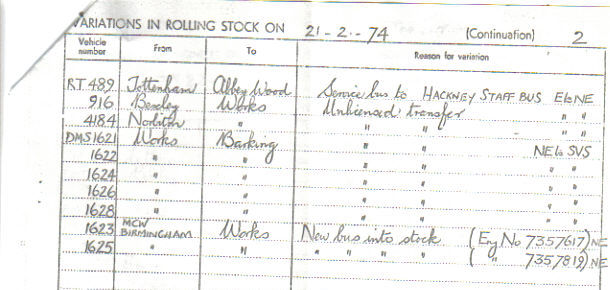 VARIATIONS IN ROLLING STOCK ON 21-2-74 (Continuation) 2
Vehicle number From To Reason for variation
RT 489 Tottenham Abbey Wood Service bus to HACKNEY STAFF BUS E to NE
916 Bexley Works Unlicensed transfer " "
4184 Norbiton " " " " "
DMS1621 Works Barking " " NE to SVS
1622 " " " " " "
1624 " " " " " "
1626 " " " " " "
1628 " " " " " "
1623 MCW BIRMINGHAM Works New bus into stock (Eng No 7357617) NE
1625 " " " " " " ( " 7357819) NE